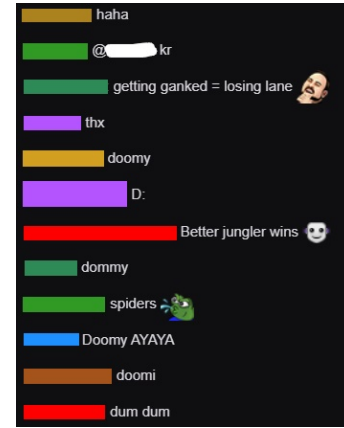 haha
@ kr
getting ganked = losing lane
thx
doomy
D:
Better jungler wins
dommy
spiders
Doomy AYAYA
doomi
dum dum